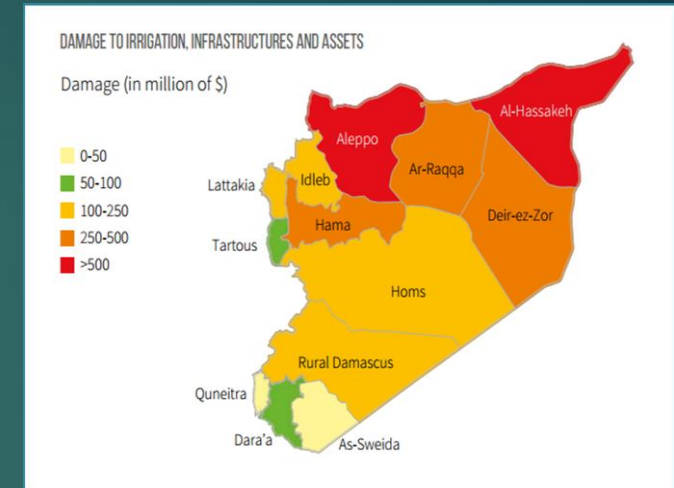 DAMAGE TO IRRIGATION, INFRASTRUCTURES AND ASSETS
Damage (in million of $)
0-50
50-100
100-250
250-500
>500
Aleppo
Al-Hassakeh
Ar-Raqqa
Idleb
Lattakia
Deir-ez-Zor
Hama
Tartous
Homs
Rural Damascus
Quneitra
Dara'a
As-Sweida